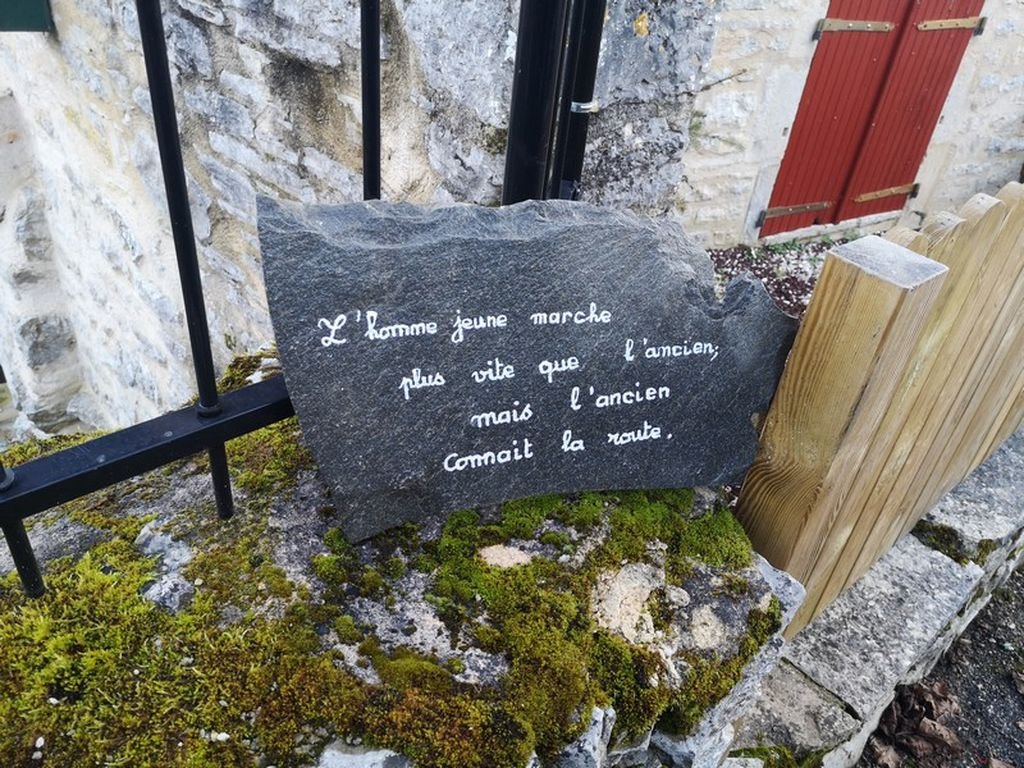 L'homme jeune marche
plus vite que l'ancien;
mais l'ancien
connait la route.